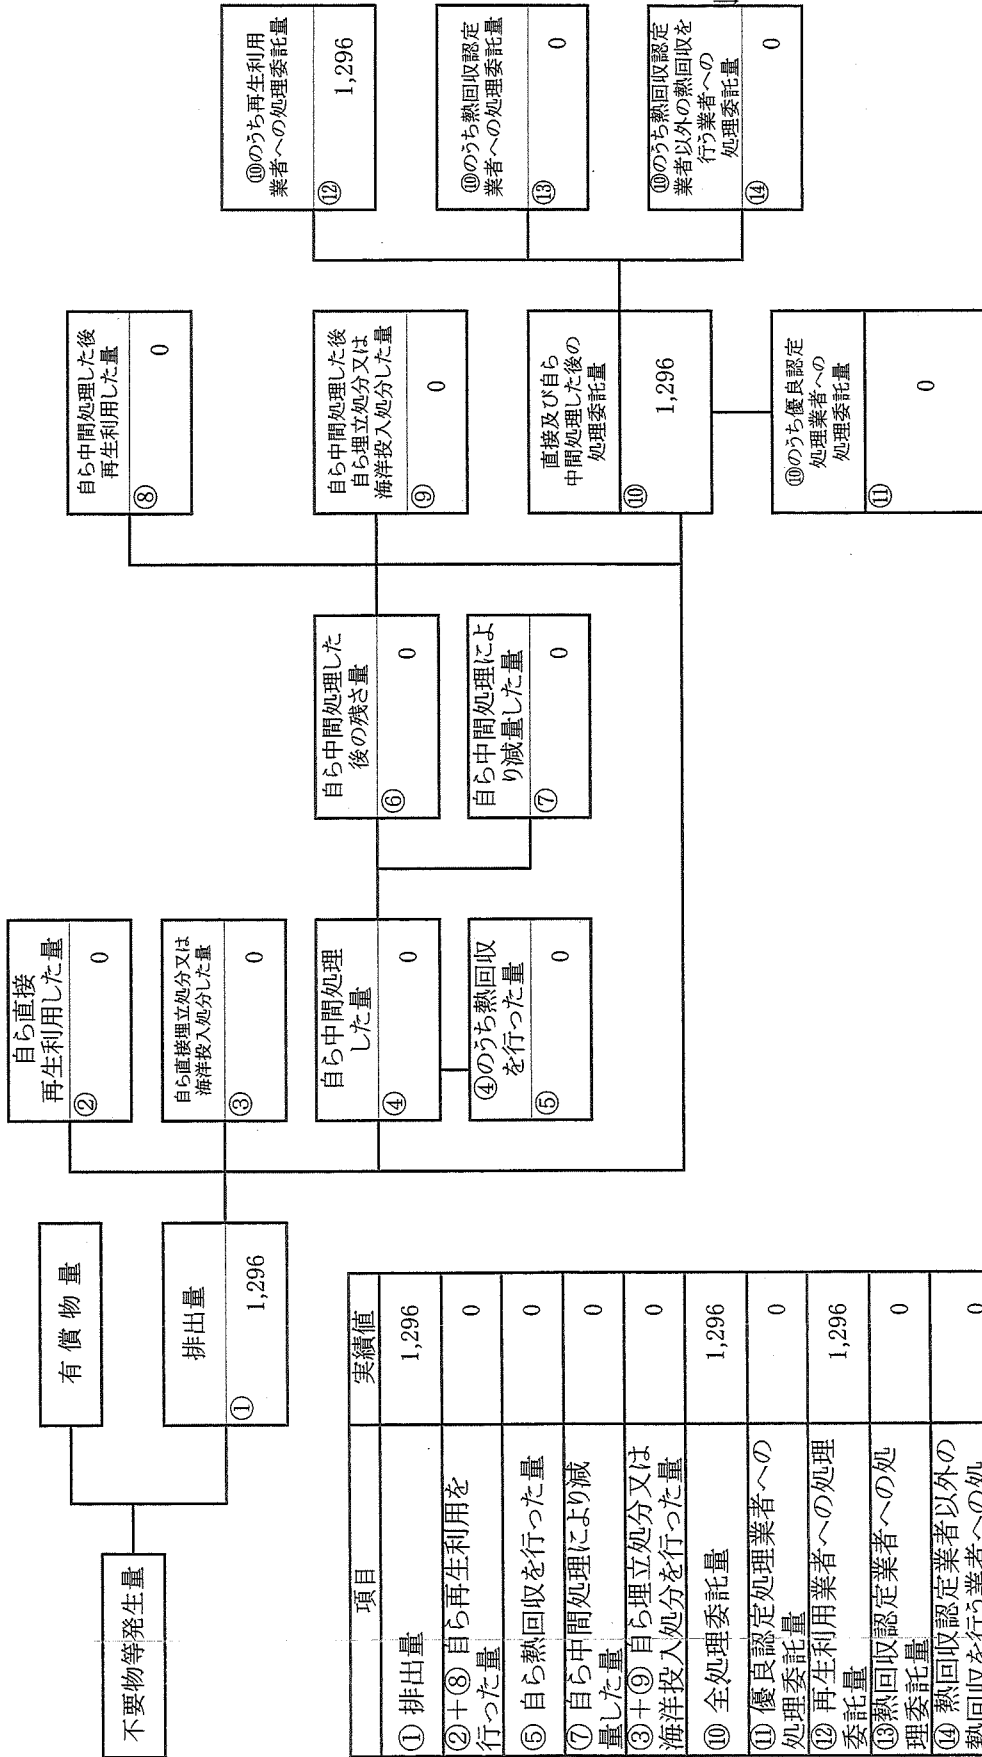 不要物等発生量
有償物量
排出量
①
1,296
自ら直接
再生利用した量
②
0
自ら直接埋立処分又は
海洋投入処分した量
③
0
自ら中間処理
した量
④
0
④のうち熱回収
を行った量
⑤
0
自ら中間処理した
後の残さ量
⑥
0
自ら中間処理によ
り減量した量
⑦
0
自ら中間処理した後
再生利用した量
⑧
0
自ら中間処理した後
自ら埋立処分又は
海洋投入処分した量
⑨
0
直接及び自ら
中間処理した後の
処理委託量
⑩
1,296
⑩のうち優良認定
処理業者への
処理委託量
⑪
0
⑩のうち再生利用
業者への処理委託量
⑫
1,296
⑩のうち熱回収認定
業者への処理委託量
⑬
0
⑩のうち熱回収認定
業者以外の熱回収を
行う業者への
処理委託量
⑭
0
項目 実績値
① 排出量 1,296
②+⑧ 自ら再生利用を
行った量 0
⑤ 自ら熱回収を行った量 0
⑦ 自ら中間処理により減
量した量 0
③+⑨ 自ら埋立処分又は
海洋投入処分を行った量 0
⑩ 全処理委託量 1,296
⑪ 優良認定処理業者への
処理委託量 0
⑫ 再生利用業者への処理
委託量 1,296
⑬熱回収認定業者への処
理委託量 0
⑭ 熱回収認定業者以外の
熱回収を行う業者への処 0